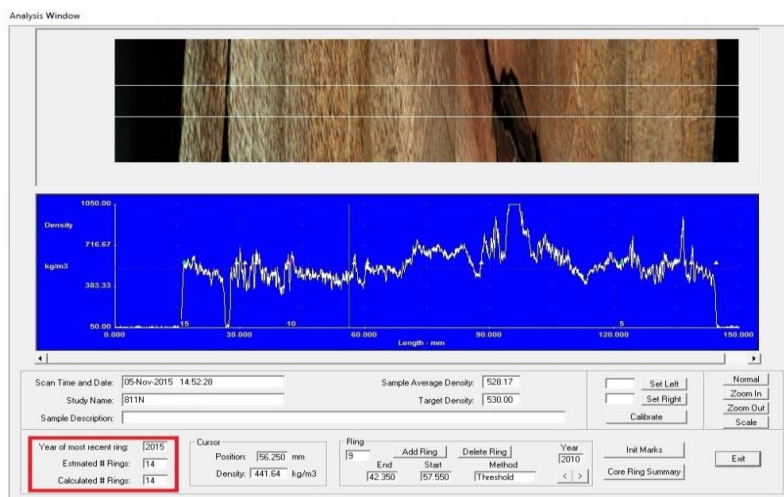 Analysis Window
1050.00
Density
716.67
kg/m3
383.33
50.00
15 10 5
0.000 30.000 60.000 90.000 120.000 150.000
Length - mm
Scan Time and Date: 05-Nov-2015 14:52:28 Sample Average Density: 528.17 Set Left Normal
Study Name: 811N Target Density: 530.00 Set Right Zoom In
Sample Description: Calibrate Zoom Out
Scale
Year of most recent ring: 2015
Estmated # Rings: 14
Calculated # Rings: 14
Cursor
Position: 56.250 mm
Density: 441.64 kg/m3
Ring
9 Add Ring Delete Ring Year
2010
End Start Method
42.350 57.550 Threshold < >
Init Marks
Core Ring Summary
Exit